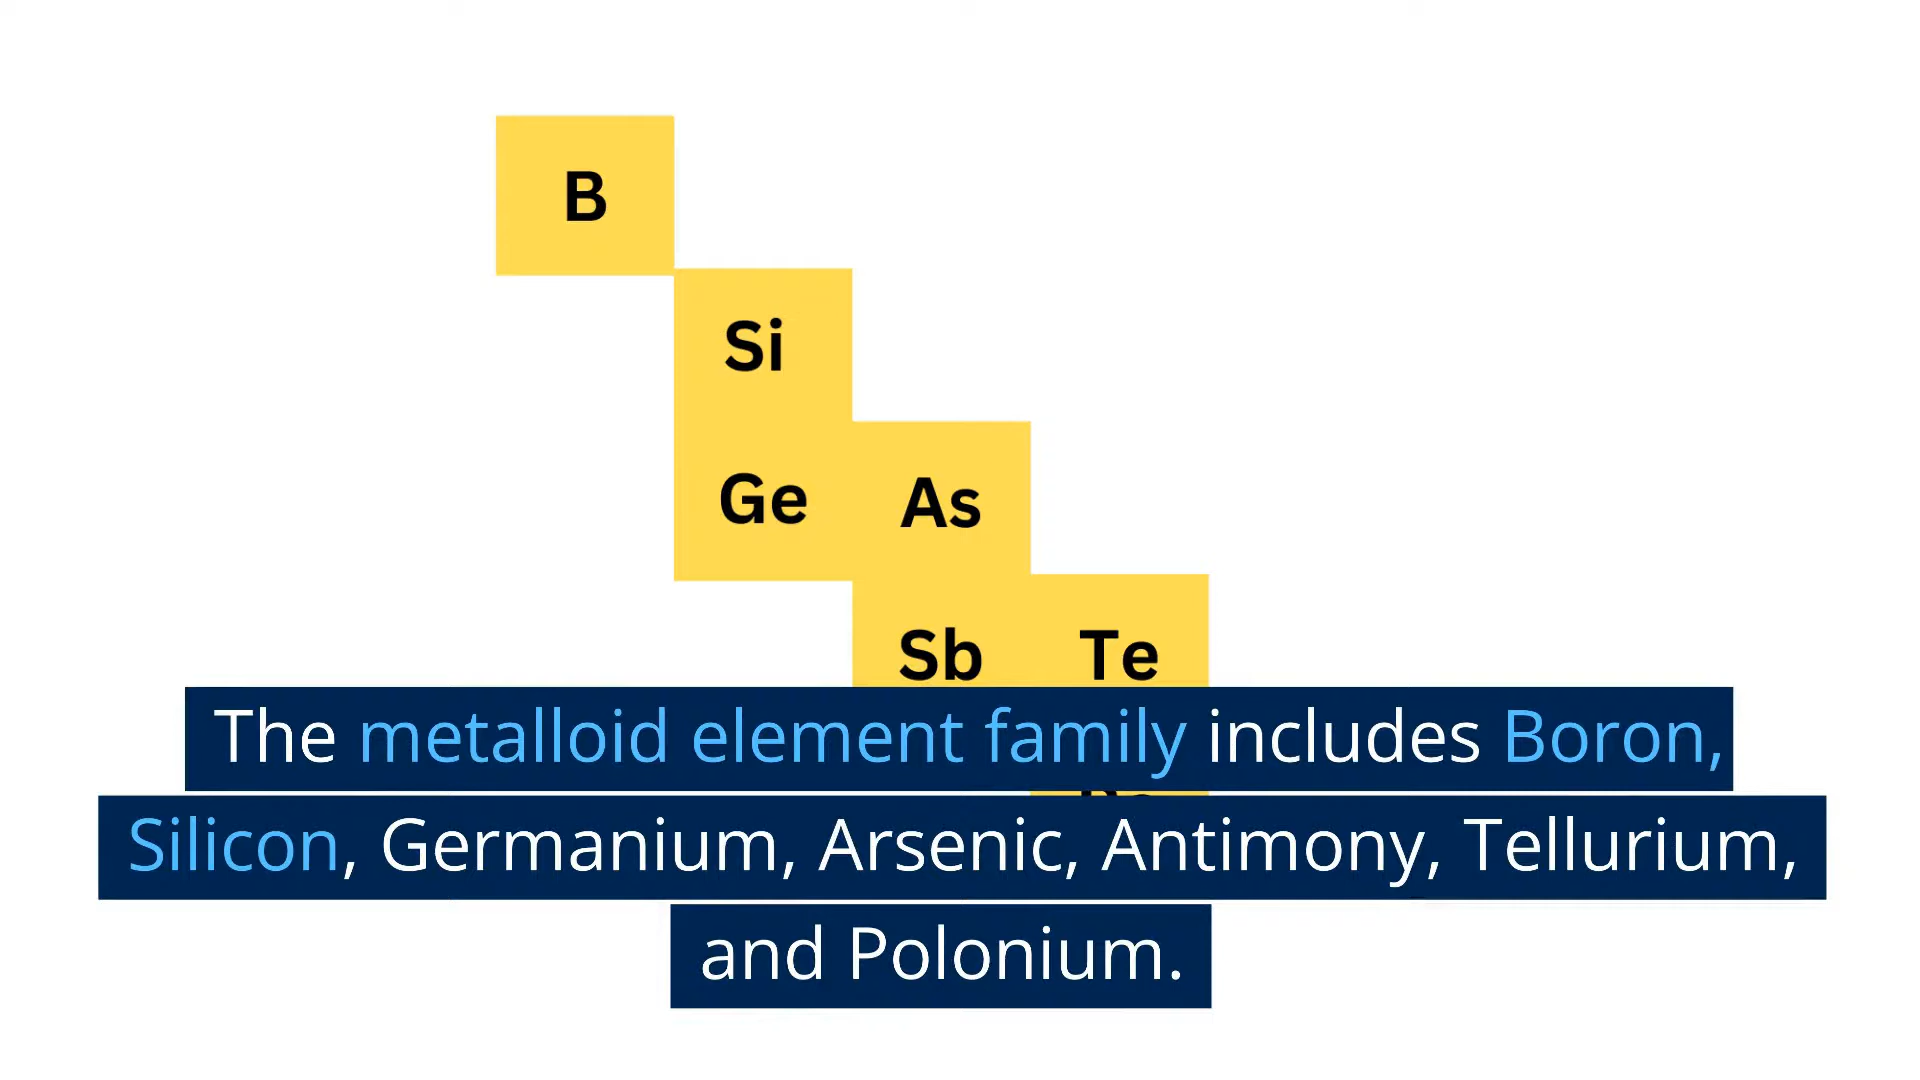 B
Si
Ge As
Sb Te
The metalloid element family includes Boron,
Silicon, Germanium, Arsenic, Antimony, Tellurium,
and Polonium.